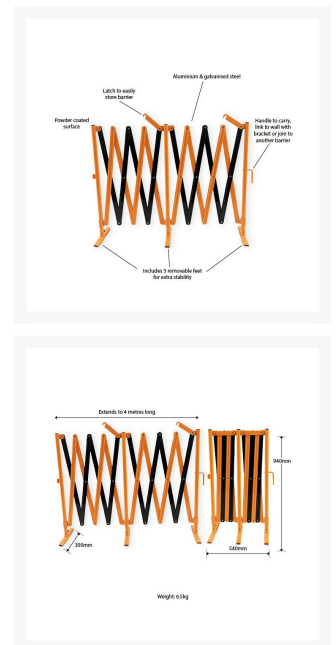 Aluminium & galvanised steel
Latch to easily
store barrier
Powder coated
surface
Handle to carry,
link to wall with
bracket or join to
another barrier
Includes 3 removable feet
for extra stability
Extends to 4 metres long
940mm
300mm
540mm
Weight: 6.5kg